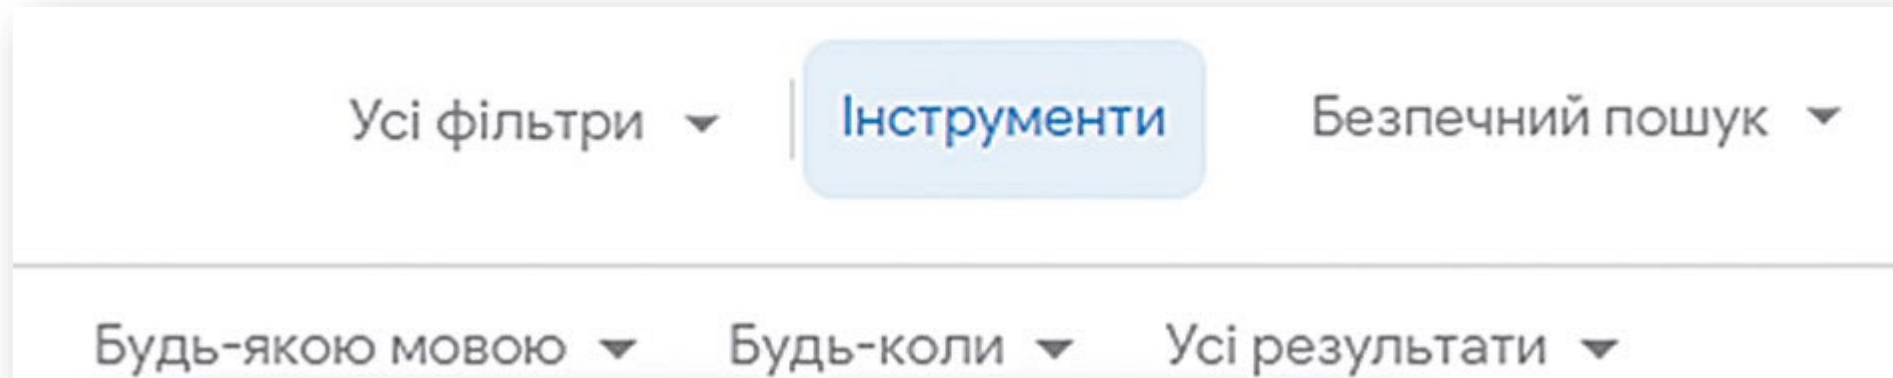 Усі фільтри Інструменти Безпечний пошук
Будь-якою мовою Будь-коли Усі результати